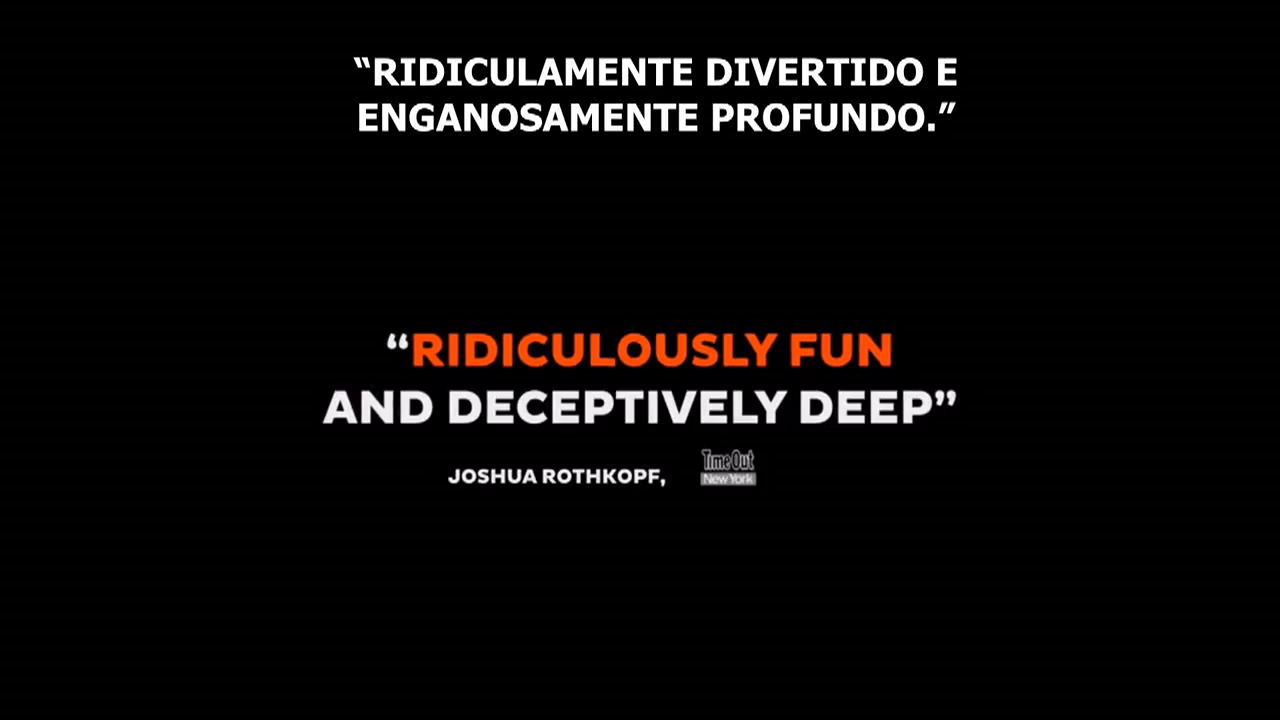 “RIDICULAMENTE DIVERTIDO E
ENGANOSAMENTE PROFUNDO.”
“RIDICULOUSLY FUN
AND DECEPTIVELY DEEP”
JOSHUA ROTHKOPF, Time Out
New York